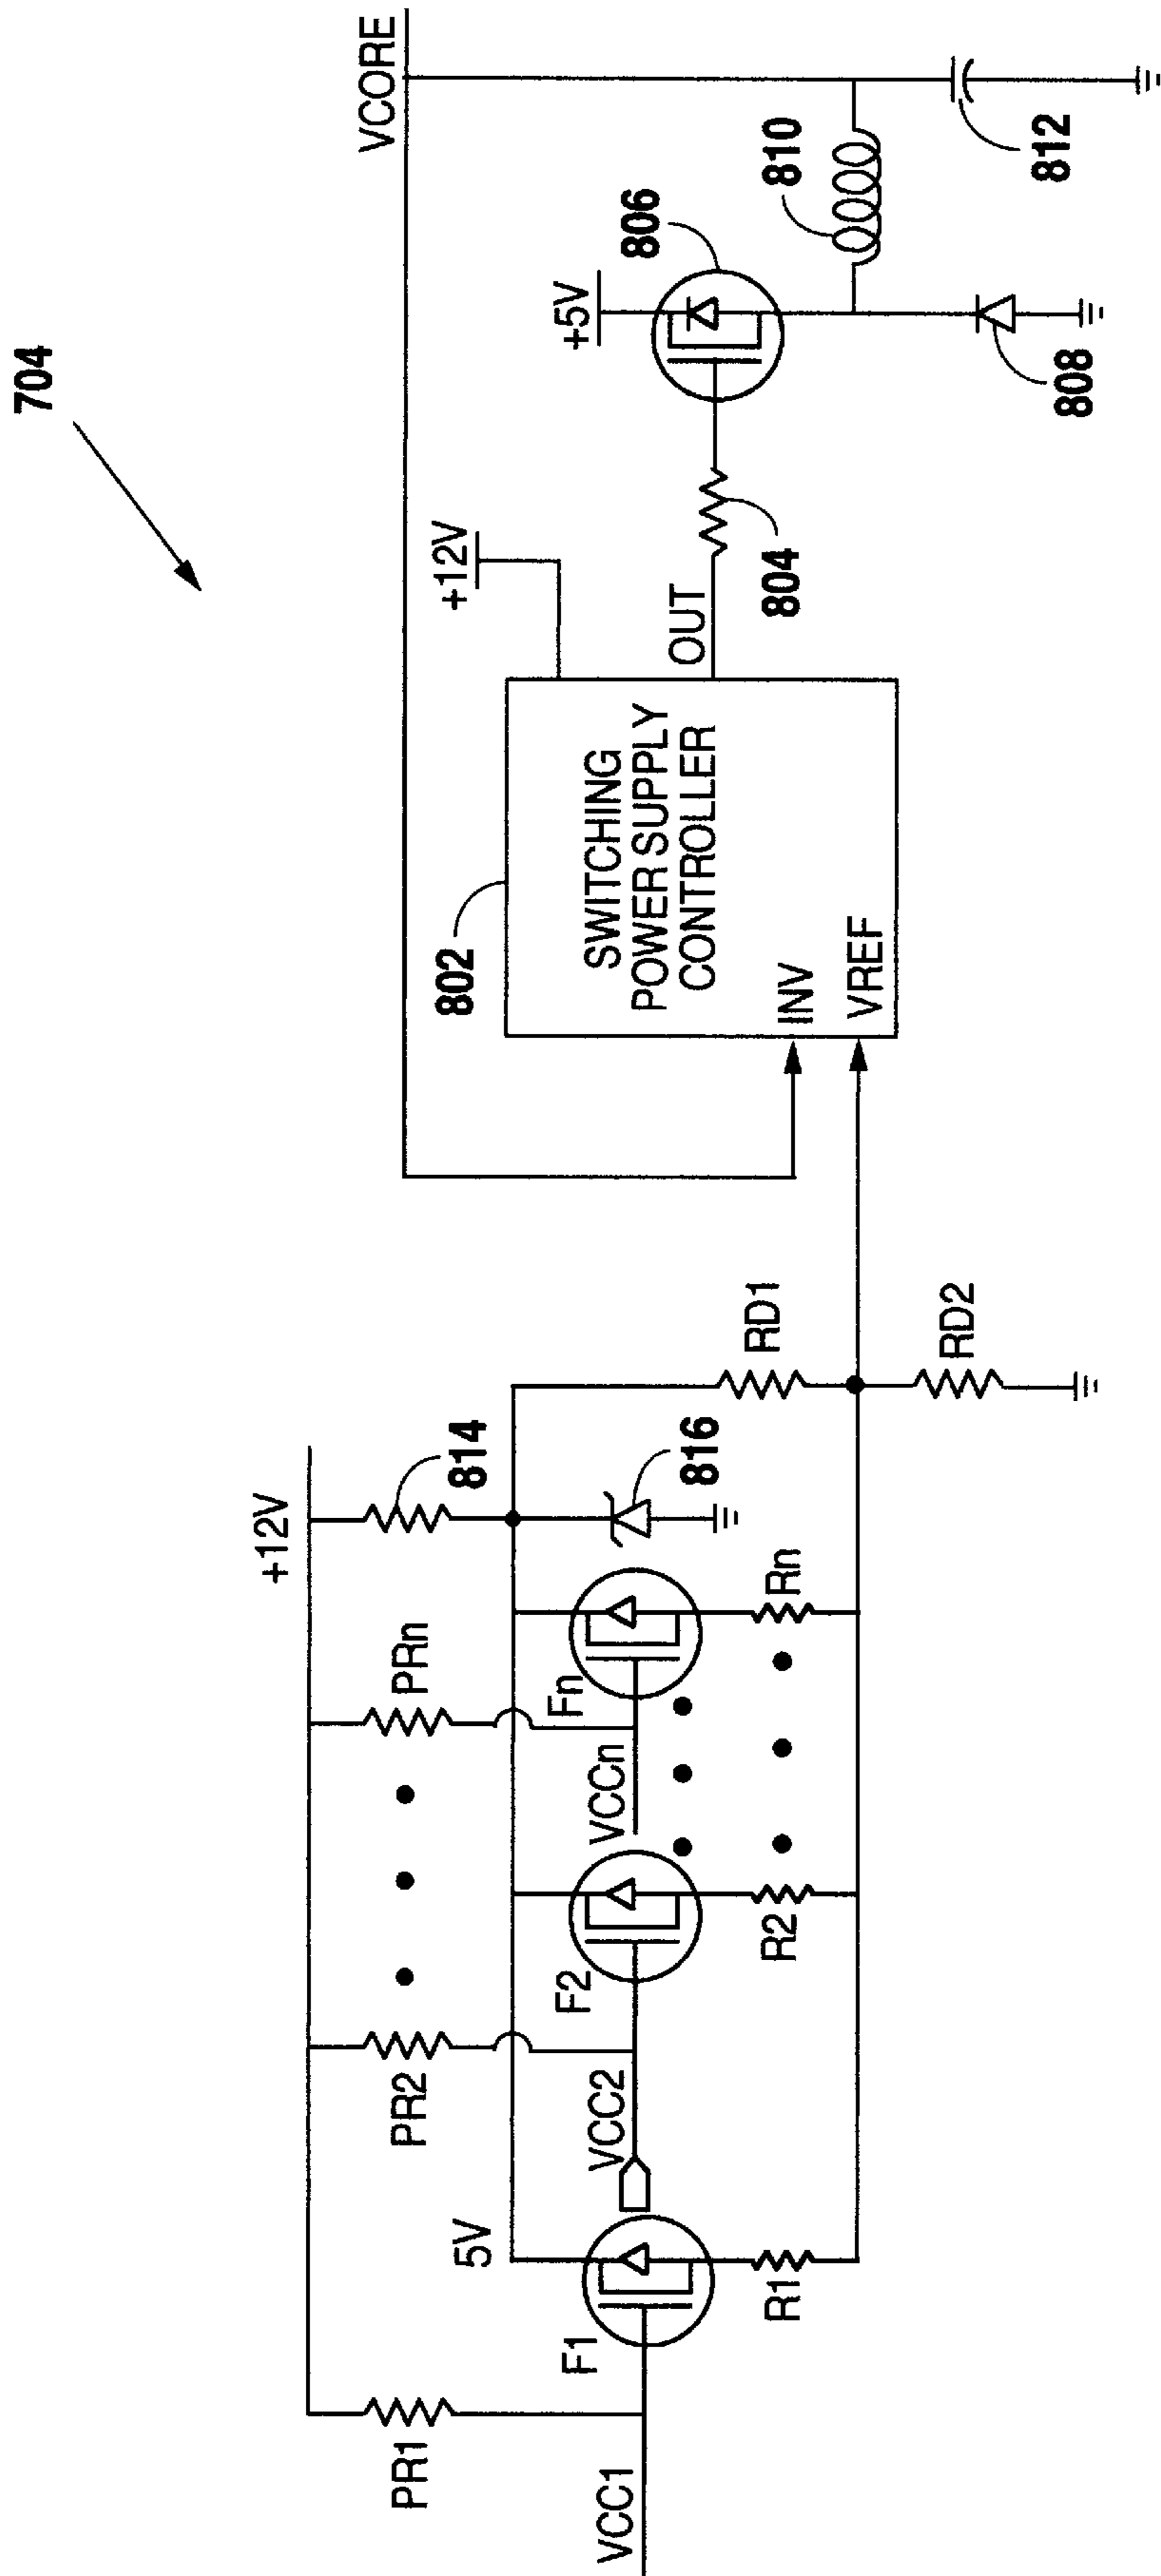 704
VCORE
+12V
+12V
+5V
806
810
812
802
SWITCHING
POWER SUPPLY
CONTROLLER
OUT
804
808
INV
VREF
PR1
PR2
PRn
814
5V
816
F1
F2
Fn
VCC1
VCC2
VCCn
R1
R2
Rn
RD1
RD2